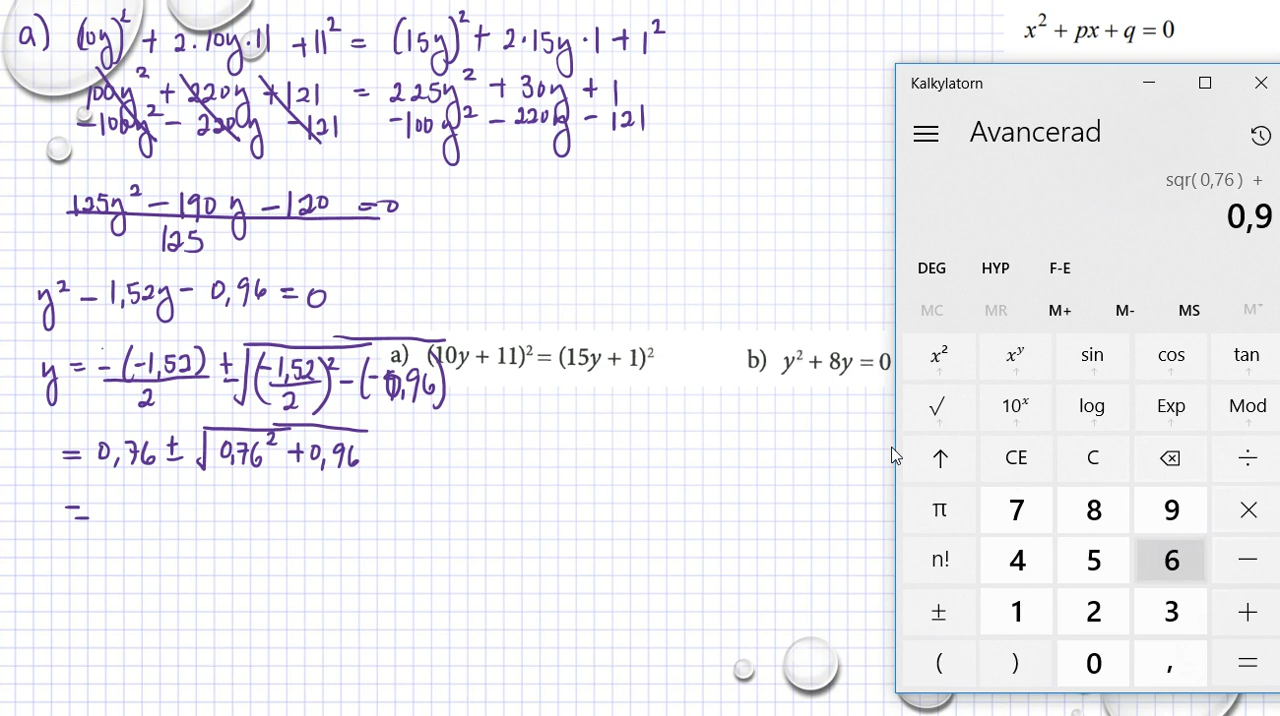 a) (10y)² + 2·10y·11 + 11² = (15y)² + 2·15y·1 + 1²
100y² + 220y + 121 = 225y² + 30y + 1
-100y² - 220y - 121 -100y² - 220y - 121
125y² - 190y - 120 = 0
125
y² - 1,52y - 0,96 = 0
y = -(-1,52)/2 ± √((-1,52/2)² - (-0,96))
= 0,76 ± √(0,76² + 0,96)
=
a) (10y + 11)² = (15y + 1)²
b) y² + 8y = 0
x² + px + q = 0
Kalkylatorn
Avancerad
sqr(0,76) +
0,9
DEG HYP F-E
MC MR M+ M- MS M˅
x² xʸ sin cos tan
√ 10ˣ log Exp Mod
↑ CE C ⌫ ÷
π 7 8 9 ×
n! 4 5 6 −
± 1 2 3 +
( ) 0 , =